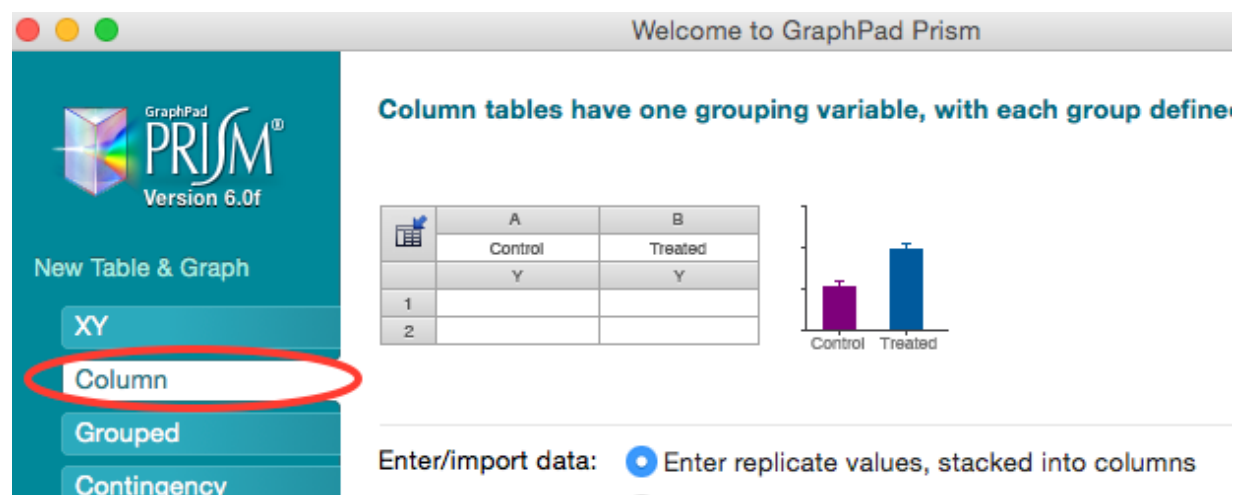 Welcome to GraphPad Prism
GraphPad
PRISM®
Version 6.0f
New Table & Graph
XY
Column
Grouped
Contingency
Column tables have one grouping variable, with each group define
A B
Control Treated
Y Y
1
2
Control Treated
Enter/import data: Enter replicate values, stacked into columns